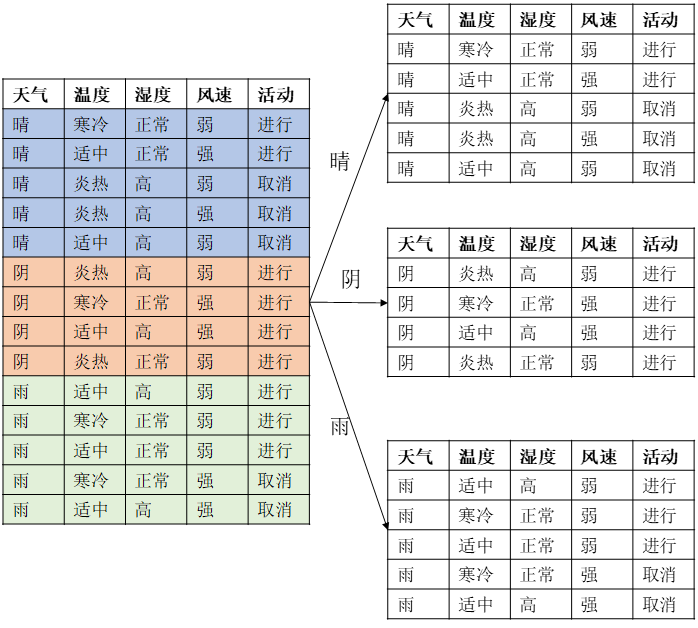 天气 温度 湿度 风速 活动
晴 寒冷 正常 弱 进行
晴 适中 正常 强 进行
晴 炎热 高 弱 取消
晴 炎热 高 强 取消
晴 适中 高 弱 取消
阴 炎热 高 弱 进行
阴 寒冷 正常 强 进行
阴 适中 高 强 进行
阴 炎热 正常 弱 进行
雨 适中 高 弱 进行
雨 寒冷 正常 弱 进行
雨 适中 正常 弱 进行
雨 寒冷 正常 强 取消
雨 适中 高 强 取消
晴
阴
雨
天气 温度 湿度 风速 活动
晴 寒冷 正常 弱 进行
晴 适中 正常 强 进行
晴 炎热 高 弱 取消
晴 炎热 高 强 取消
晴 适中 高 弱 取消
天气 温度 湿度 风速 活动
阴 炎热 高 弱 进行
阴 寒冷 正常 强 进行
阴 适中 高 强 进行
阴 炎热 正常 弱 进行
天气 温度 湿度 风速 活动
雨 适中 高 弱 进行
雨 寒冷 正常 弱 进行
雨 适中 正常 弱 进行
雨 寒冷 正常 强 取消
雨 适中 高 强 取消